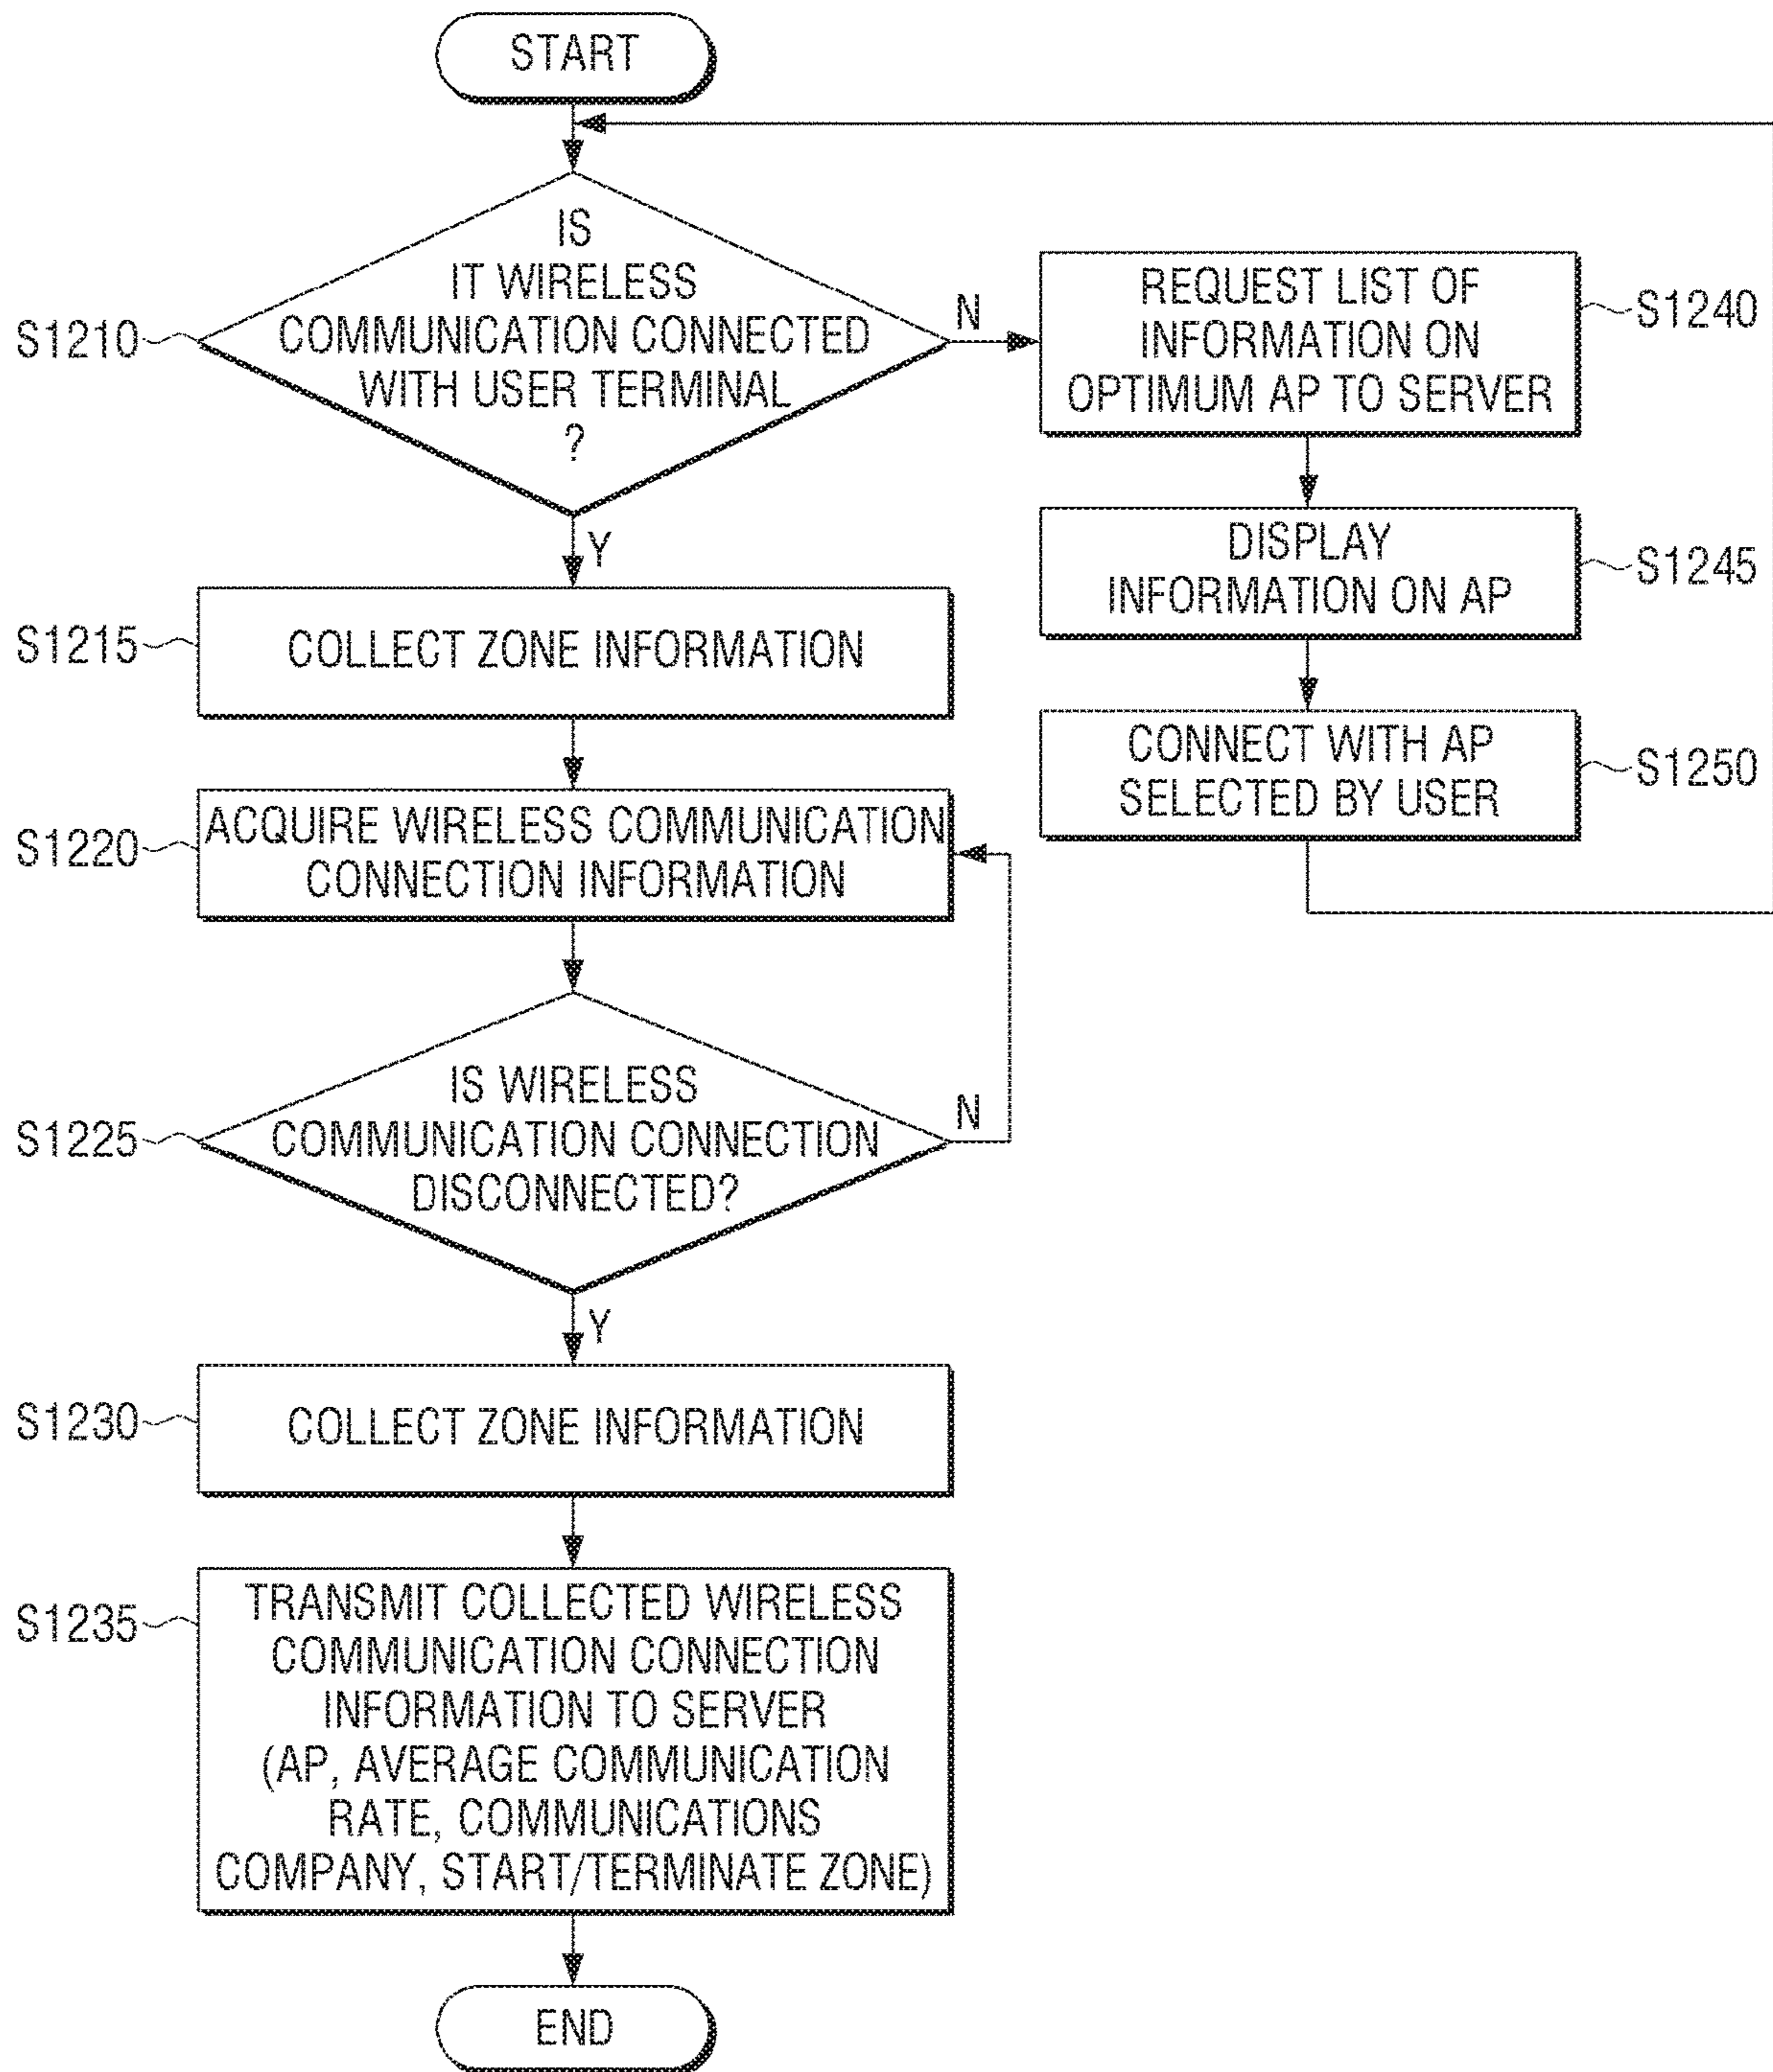 START
IS
IT WIRELESS
COMMUNICATION CONNECTED
WITH USER TERMINAL
?
S1210
N
Y
REQUEST LIST OF
INFORMATION ON
OPTIMUM AP TO SERVER
S1240
DISPLAY
INFORMATION ON AP
S1245
CONNECT WITH AP
SELECTED BY USER
S1250
S1215
COLLECT ZONE INFORMATION
S1220
ACQUIRE WIRELESS COMMUNICATION
CONNECTION INFORMATION
S1225
IS WIRELESS
COMMUNICATION CONNECTION
DISCONNECTED?
N
Y
S1230
COLLECT ZONE INFORMATION
S1235
TRANSMIT COLLECTED WIRELESS
COMMUNICATION CONNECTION
INFORMATION TO SERVER
(AP, AVERAGE COMMUNICATION
RATE, COMMUNICATIONS
COMPANY, START/TERMINATE ZONE)
END